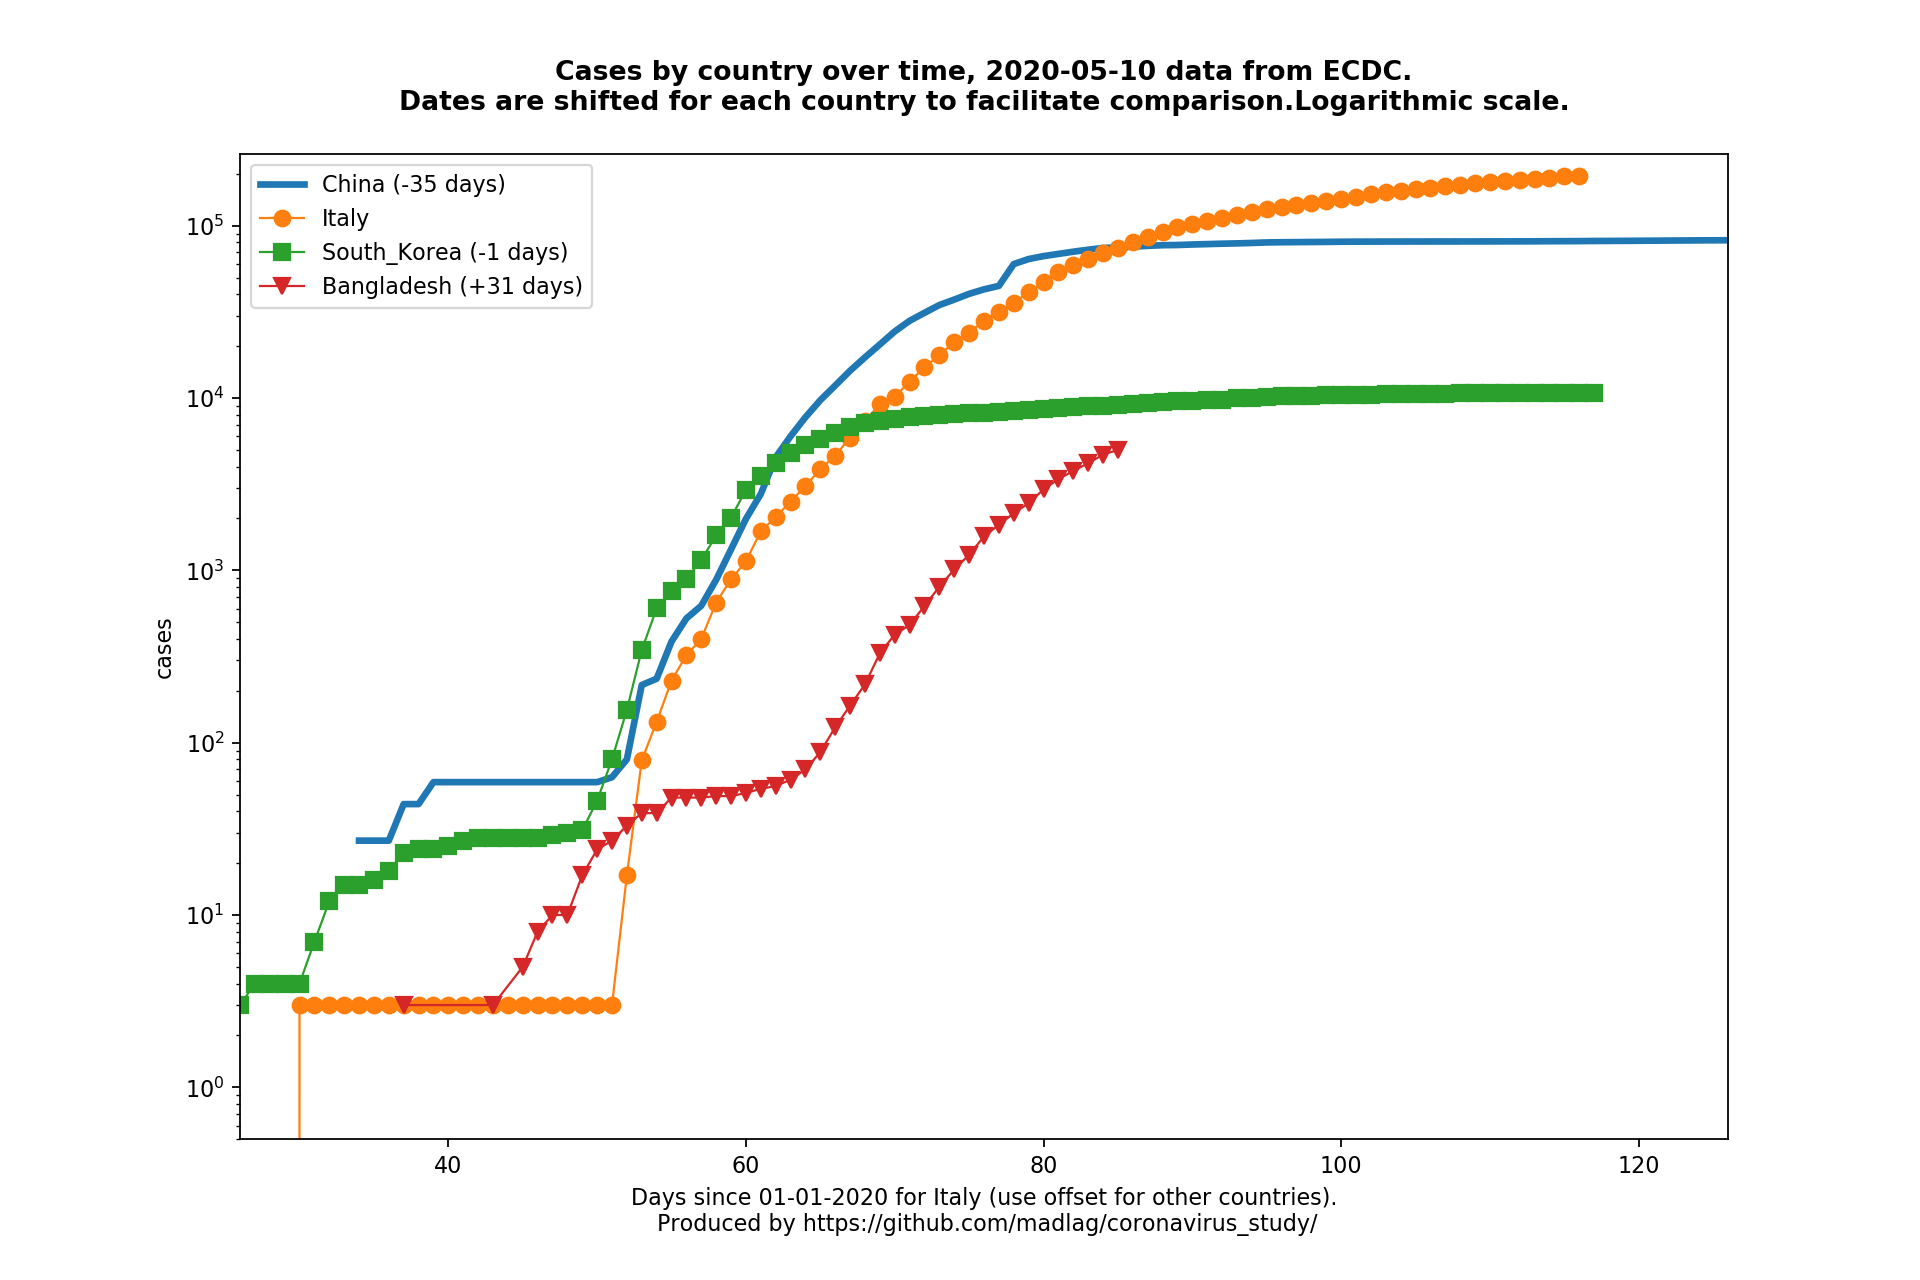 Cases by country over time, 2020-05-10 data from ECDC.
Dates are shifted for each country to facilitate comparison.Logarithmic scale.
China (-35 days)
Italy
South_Korea (-1 days)
Bangladesh (+31 days)
cases
10^5
10^4
10^3
10^2
10^1
10^0
40 60 80 100 120
Days since 01-01-2020 for Italy (use offset for other countries).
Produced by https://github.com/madlag/coronavirus_study/